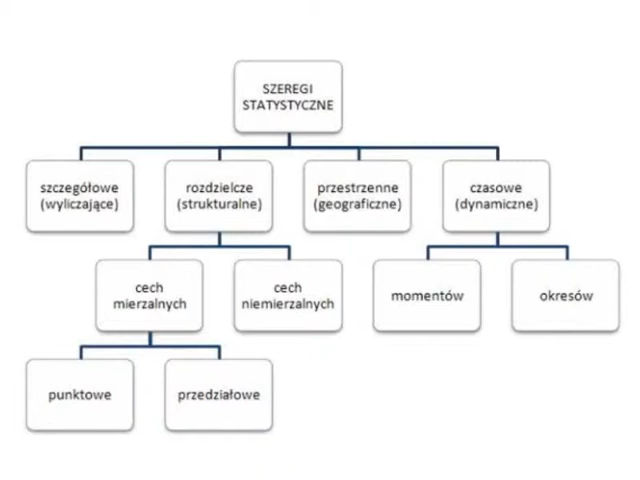 SZEREGI
STATYSTYCZNE
szczegółowe
(wyliczające)
rozdzielcze
(strukturalne)
przestrzenne
(geograficzne)
czasowe
(dynamiczne)
cech
mierzalnych
cech
niemierzalnych
momentów
okresów
punktowe
przedziałowe